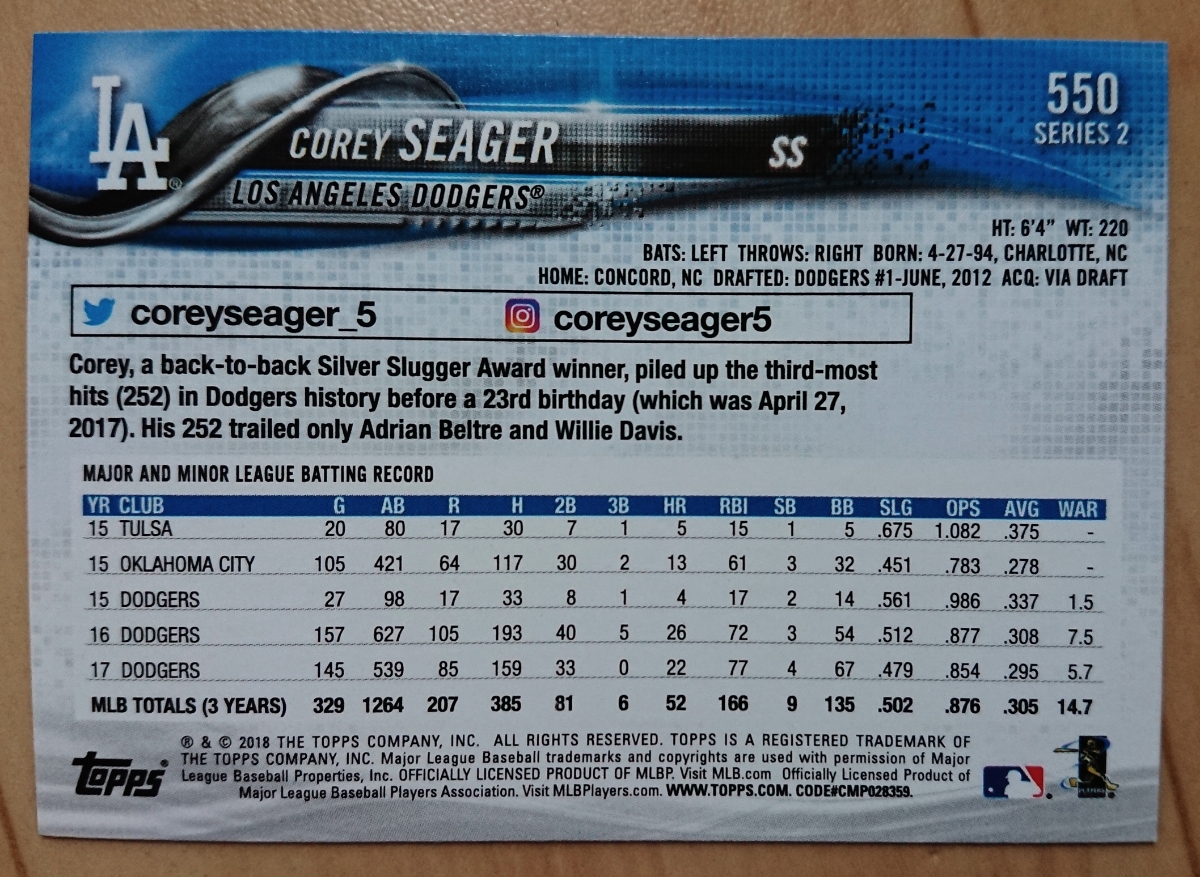 LA®
COREY SEAGER SS
LOS ANGELES DODGERS®
550
SERIES 2
HT: 6'4" WT: 220
BATS: LEFT THROWS: RIGHT BORN: 4-27-94, CHARLOTTE, NC
HOME: CONCORD, NC DRAFTED: DODGERS #1-JUNE, 2012 ACQ: VIA DRAFT
coreyseager_5 coreyseager5
Corey, a back-to-back Silver Slugger Award winner, piled up the third-most
hits (252) in Dodgers history before a 23rd birthday (which was April 27,
2017). His 252 trailed only Adrian Beltre and Willie Davis.
MAJOR AND MINOR LEAGUE BATTING RECORD
YR CLUB G AB R H 2B 3B HR RBI SB BB SLG OPS AVG WAR
15 TULSA 20 80 17 30 7 1 5 15 1 5 .675 1.082 .375 -
15 OKLAHOMA CITY 105 421 64 117 30 2 13 61 3 32 .451 .783 .278 -
15 DODGERS 27 98 17 33 8 1 4 17 2 14 .561 .986 .337 1.5
16 DODGERS 157 627 105 193 40 5 26 72 3 54 .512 .877 .308 7.5
17 DODGERS 145 539 85 159 33 0 22 77 4 67 .479 .854 .295 5.7
MLB TOTALS (3 YEARS) 329 1264 207 385 81 6 52 166 9 135 .502 .876 .305 14.7
topps®
® & © 2018 THE TOPPS COMPANY, INC. ALL RIGHTS RESERVED. TOPPS IS A REGISTERED TRADEMARK OF
THE TOPPS COMPANY, INC. Major League Baseball trademarks and copyrights are used with permission of Major
League Baseball Properties, Inc. OFFICIALLY LICENSED PRODUCT OF MLBP. Visit MLB.com Officially Licensed Product of
Major League Baseball Players Association. Visit MLBPlayers.com. WWW.TOPPS.COM. CODE#CMP028359.